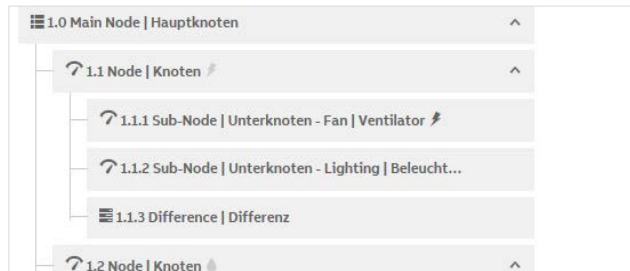 1.0 Main Node | Hauptknoten
1.1 Node | Knoten
1.1.1 Sub-Node | Unterknoten - Fan | Ventilator
1.1.2 Sub-Node | Unterknoten - Lighting | Beleucht...
1.1.3 Difference | Differenz
1.2 Node | Knoten